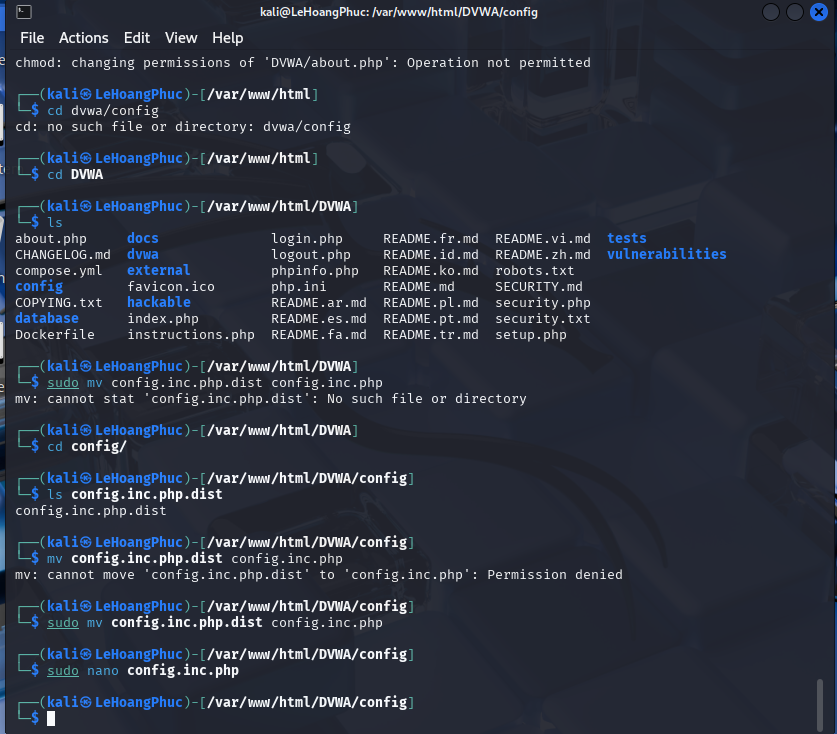 kali@LeHoangPhuc: /var/www/html/DVWA/config
File Actions Edit View Help
chmod: changing permissions of 'DVWA/about.php': Operation not permitted
┌──(kali㉿LeHoangPhuc)-[/var/www/html]
└─$ cd dvwa/config
cd: no such file or directory: dvwa/config
┌──(kali㉿LeHoangPhuc)-[/var/www/html]
└─$ cd DVWA
┌──(kali㉿LeHoangPhuc)-[/var/www/html/DVWA]
└─$ ls
about.php docs login.php README.fr.md README.vi.md tests
CHANGELOG.md dvwa logout.php README.id.md README.zh.md vulnerabilities
compose.yml external phpinfo.php README.ko.md robots.txt
config favicon.ico php.ini README.md SECURITY.md
COPYING.txt hackable README.ar.md README.pl.md security.php
database index.php README.es.md README.pt.md security.txt
Dockerfile instructions.php README.fa.md README.tr.md setup.php
┌──(kali㉿LeHoangPhuc)-[/var/www/html/DVWA]
└─$ sudo mv config.inc.php.dist config.inc.php
mv: cannot stat 'config.inc.php.dist': No such file or directory
┌──(kali㉿LeHoangPhuc)-[/var/www/html/DVWA]
└─$ cd config/
┌──(kali㉿LeHoangPhuc)-[/var/www/html/DVWA/config]
└─$ ls config.inc.php.dist
config.inc.php.dist
┌──(kali㉿LeHoangPhuc)-[/var/www/html/DVWA/config]
└─$ mv config.inc.php.dist config.inc.php
mv: cannot move 'config.inc.php.dist' to 'config.inc.php': Permission denied
┌──(kali㉿LeHoangPhuc)-[/var/www/html/DVWA/config]
└─$ sudo mv config.inc.php.dist config.inc.php
┌──(kali㉿LeHoangPhuc)-[/var/www/html/DVWA/config]
└─$ sudo nano config.inc.php
┌──(kali㉿LeHoangPhuc)-[/var/www/html/DVWA/config]
└─$